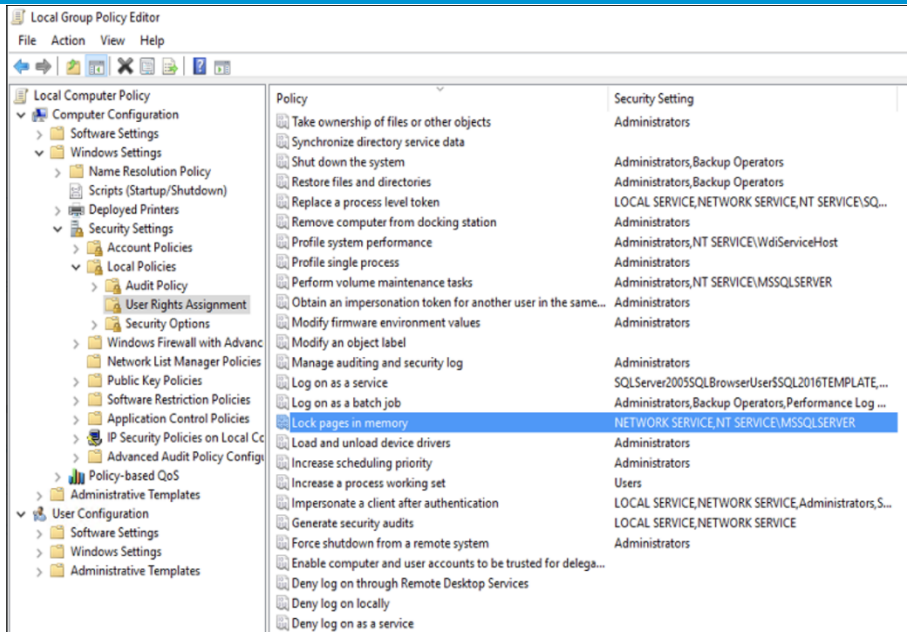 Local Group Policy Editor
File Action View Help
Local Computer Policy
Computer Configuration
Software Settings
Windows Settings
Name Resolution Policy
Scripts (Startup/Shutdown)
Deployed Printers
Security Settings
Account Policies
Local Policies
Audit Policy
User Rights Assignment
Security Options
Windows Firewall with Advanc
Network List Manager Policies
Public Key Policies
Software Restriction Policies
Application Control Policies
IP Security Policies on Local Cc
Advanced Audit Policy Configu
Policy-based QoS
Administrative Templates
User Configuration
Software Settings
Windows Settings
Administrative Templates
Policy Security Setting
Take ownership of files or other objects Administrators
Synchronize directory service data
Shut down the system Administrators,Backup Operators
Restore files and directories Administrators,Backup Operators
Replace a process level token LOCAL SERVICE,NETWORK SERVICE,NT SERVICE\SQ...
Remove computer from docking station Administrators
Profile system performance Administrators,NT SERVICE\WdiServiceHost
Profile single process Administrators
Perform volume maintenance tasks Administrators,NT SERVICE\MSSQLSERVER
Obtain an impersonation token for another user in the same... Administrators
Modify firmware environment values Administrators
Modify an object label
Manage auditing and security log Administrators
Log on as a service SQLServer2005SQLBrowserUser$SQL2016TEMPLATE,...
Log on as a batch job Administrators,Backup Operators,Performance Log ...
Lock pages in memory NETWORK SERVICE,NT SERVICE\MSSQLSERVER
Load and unload device drivers Administrators
Increase scheduling priority Administrators
Increase a process working set Users
Impersonate a client after authentication LOCAL SERVICE,NETWORK SERVICE,Administrators,S...
Generate security audits LOCAL SERVICE,NETWORK SERVICE
Force shutdown from a remote system Administrators
Enable computer and user accounts to be trusted for delega...
Deny log on through Remote Desktop Services
Deny log on locally
Deny log on as a service